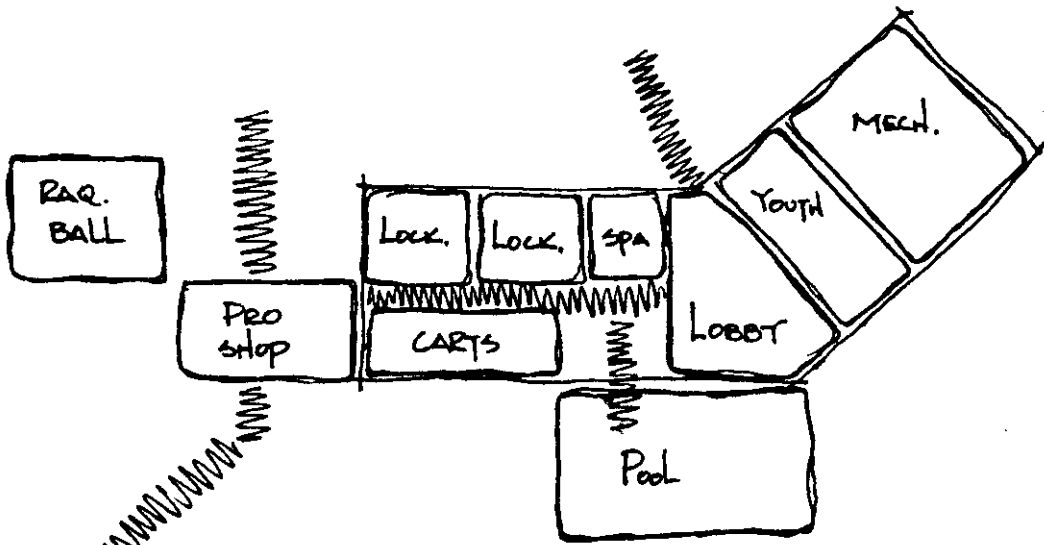 RAQ.
BALL
PRO
SHOP
LOCK.
LOCK.
SPA
CARTS
LOBBY
YOUTH
MECH.
POOL